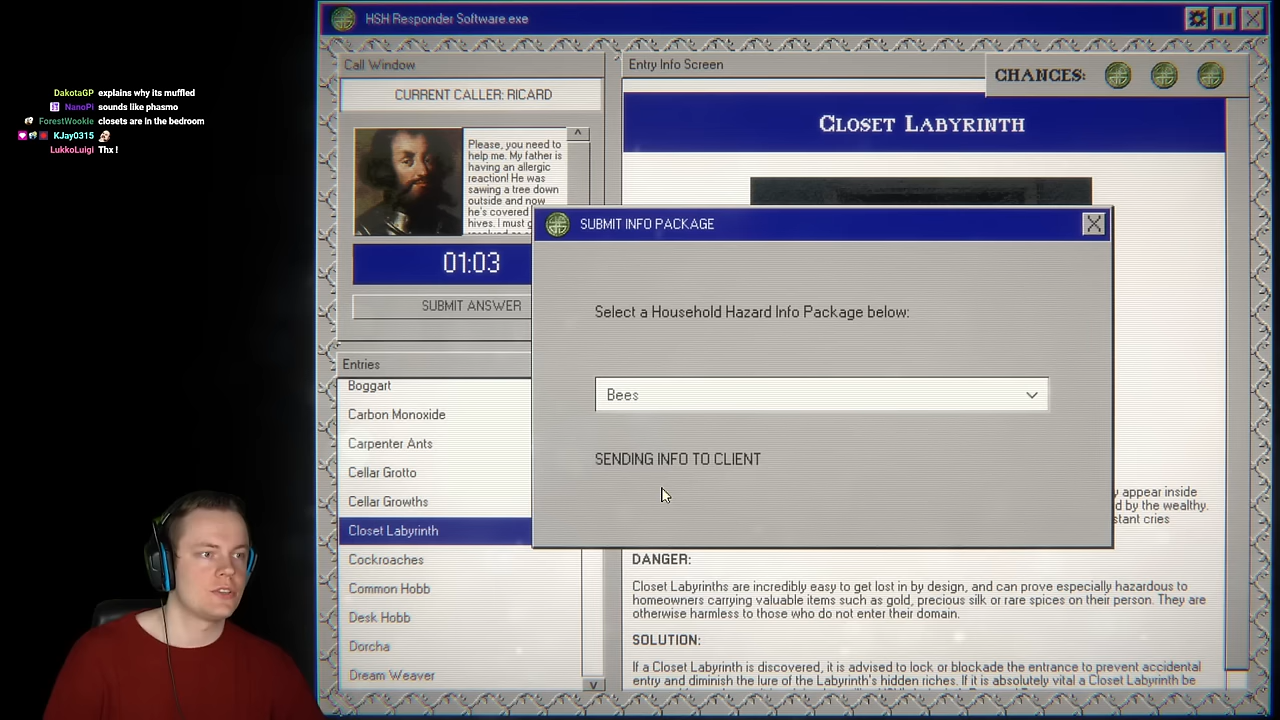 HSH Responder Software.exe
Call Window
CURRENT CALLER: RICARD
Please, you need to
help me. My father is
having an allergic
reaction! He was
sawing a tree down
outside and now
he's covered
hives. I must
01:03
SUBMIT ANSWER
Entries
Boggart
Carbon Monoxide
Carpenter Ants
Cellar Grotto
Cellar Growths
Closet Labyrinth
Cockroaches
Common Hobb
Desk Hobb
Dorcha
Dream Weaver
Entry Info Screen
CHANCES:
CLOSET LABYRINTH
SUBMIT INFO PACKAGE
Select a Household Hazard Info Package below:
Bees
SENDING INFO TO CLIENT
y appear inside
d by the wealthy.
stant cries
DANGER:
Closet Labyrinths are incredibly easy to get lost in by design, and can prove especially hazardous to
homeowners carrying valuable items such as gold, precious silk or rare spices on their person. They are
otherwise harmless to those who do not enter their domain.
SOLUTION:
If a Closet Labyrinth is discovered, it is advised to lock or blockade the entrance to prevent accidental
entry and diminish the lure of the Labyrinth's hidden riches. If it is absolutely vital a Closet Labyrinth be
DakotaGP explains why its muffled
NanoPi sounds like phasmo
ForestWookie closets are in the bedroom
KJay0315
LukkoLuigi Thx !